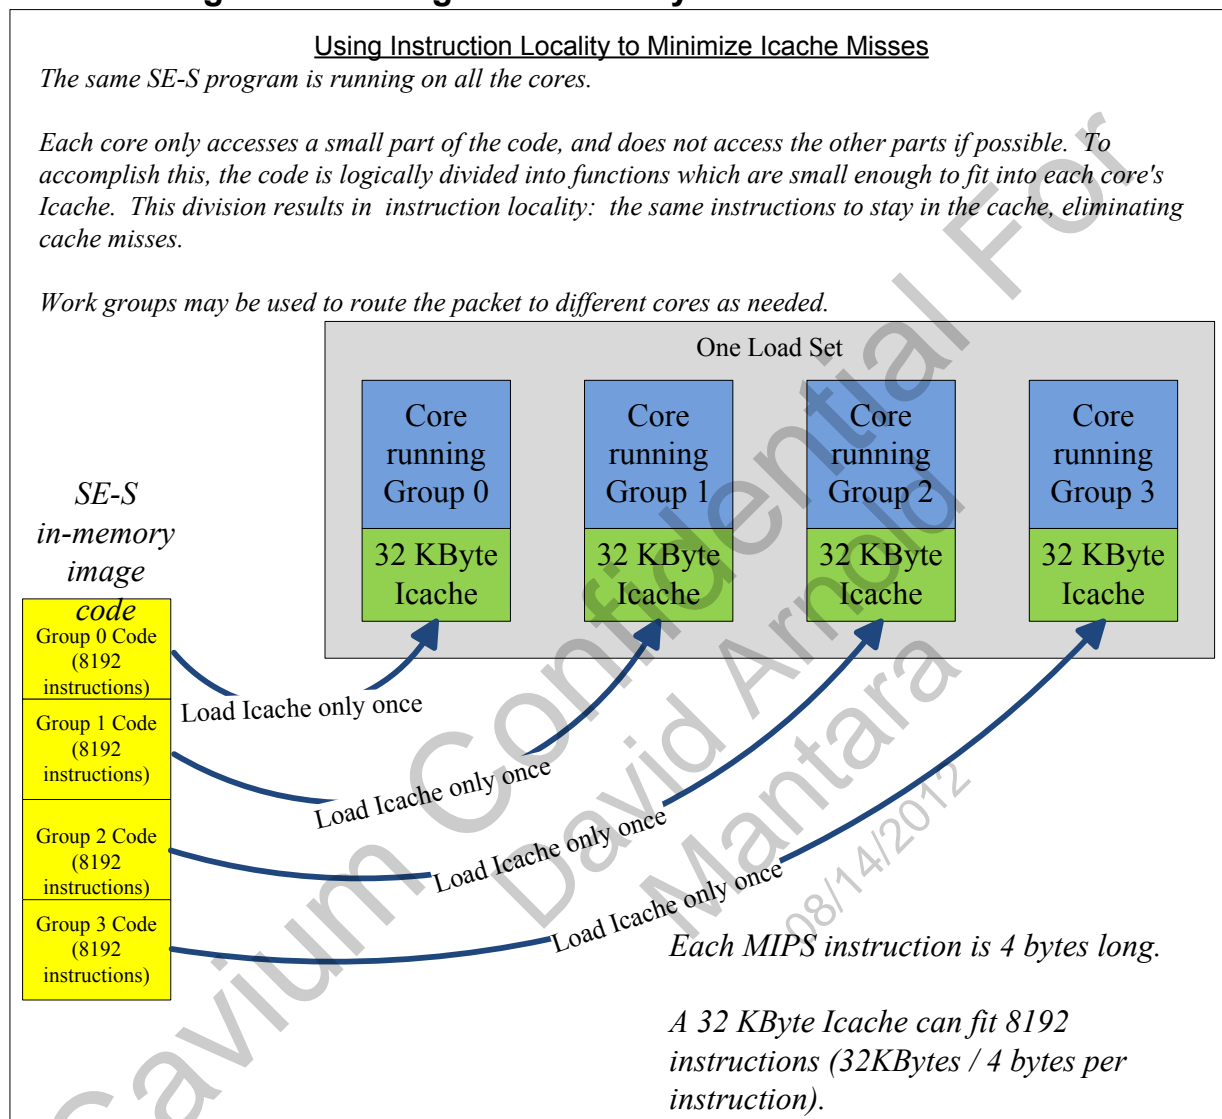 Using Instruction Locality to Minimize Icache Misses
The same SE-S program is running on all the cores.
Each core only accesses a small part of the code, and does not access the other parts if possible. To
accomplish this, the code is logically divided into functions which are small enough to fit into each core's
Icache. This division results in instruction locality: the same instructions to stay in the cache, eliminating
cache misses.
Work groups may be used to route the packet to different cores as needed.
One Load Set
Core
running
Group 0
32 KByte
Icache
Core
running
Group 1
32 KByte
Icache
Core
running
Group 2
32 KByte
Icache
Core
running
Group 3
32 KByte
Icache
SE-S
in-memory
image
code
Group 0 Code
(8192
instructions)
Group 1 Code
(8192
instructions)
Group 2 Code
(8192
instructions)
Group 3 Code
(8192
instructions)
Load Icache only once
Load Icache only once
Load Icache only once
Load Icache only once
Each MIPS instruction is 4 bytes long.
A 32 KByte Icache can fit 8192
instructions (32KBytes / 4 bytes per
instruction).
Cavium Confidential For
David Arnold
Mantara
08/14/2012